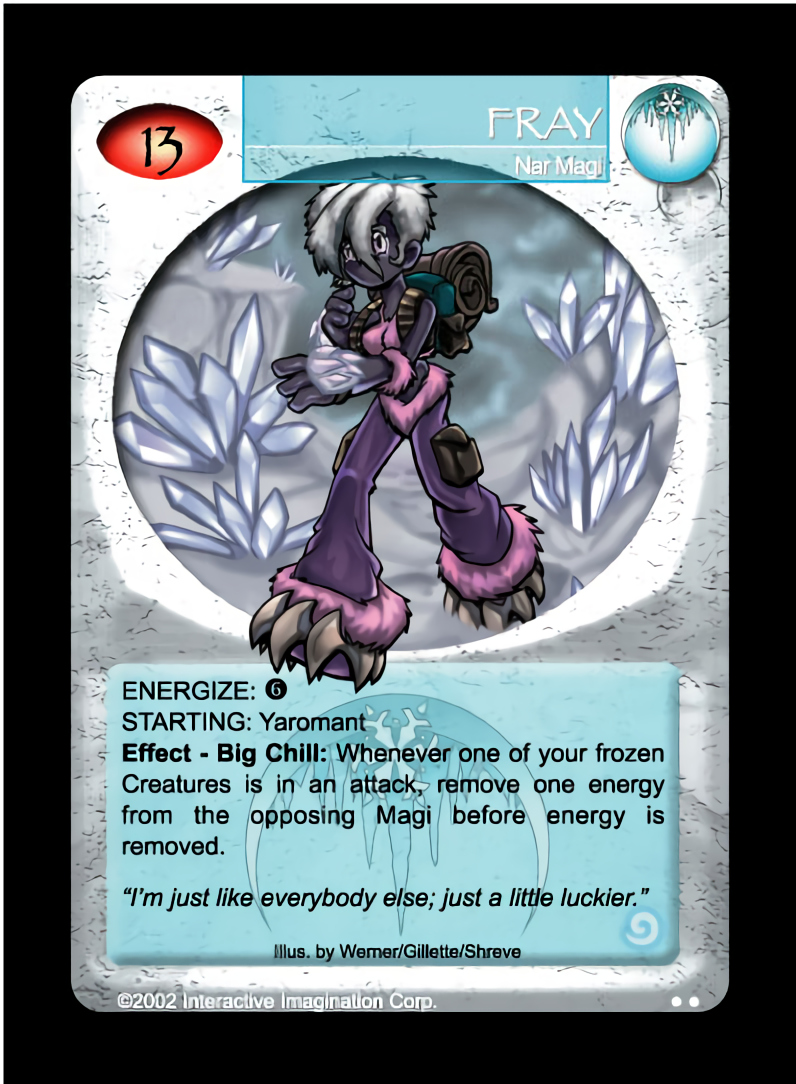 13
FRAY
Nar Magi
ENERGIZE: ❻
STARTING: Yaromant
Effect - Big Chill: Whenever one of your frozen
Creatures is in an attack, remove one energy
from the opposing Magi before energy is
removed.
“I’m just like everybody else; just a little luckier.”
Illus. by Werner/Gillette/Shreve
©2002 Interactive Imagination Corp.